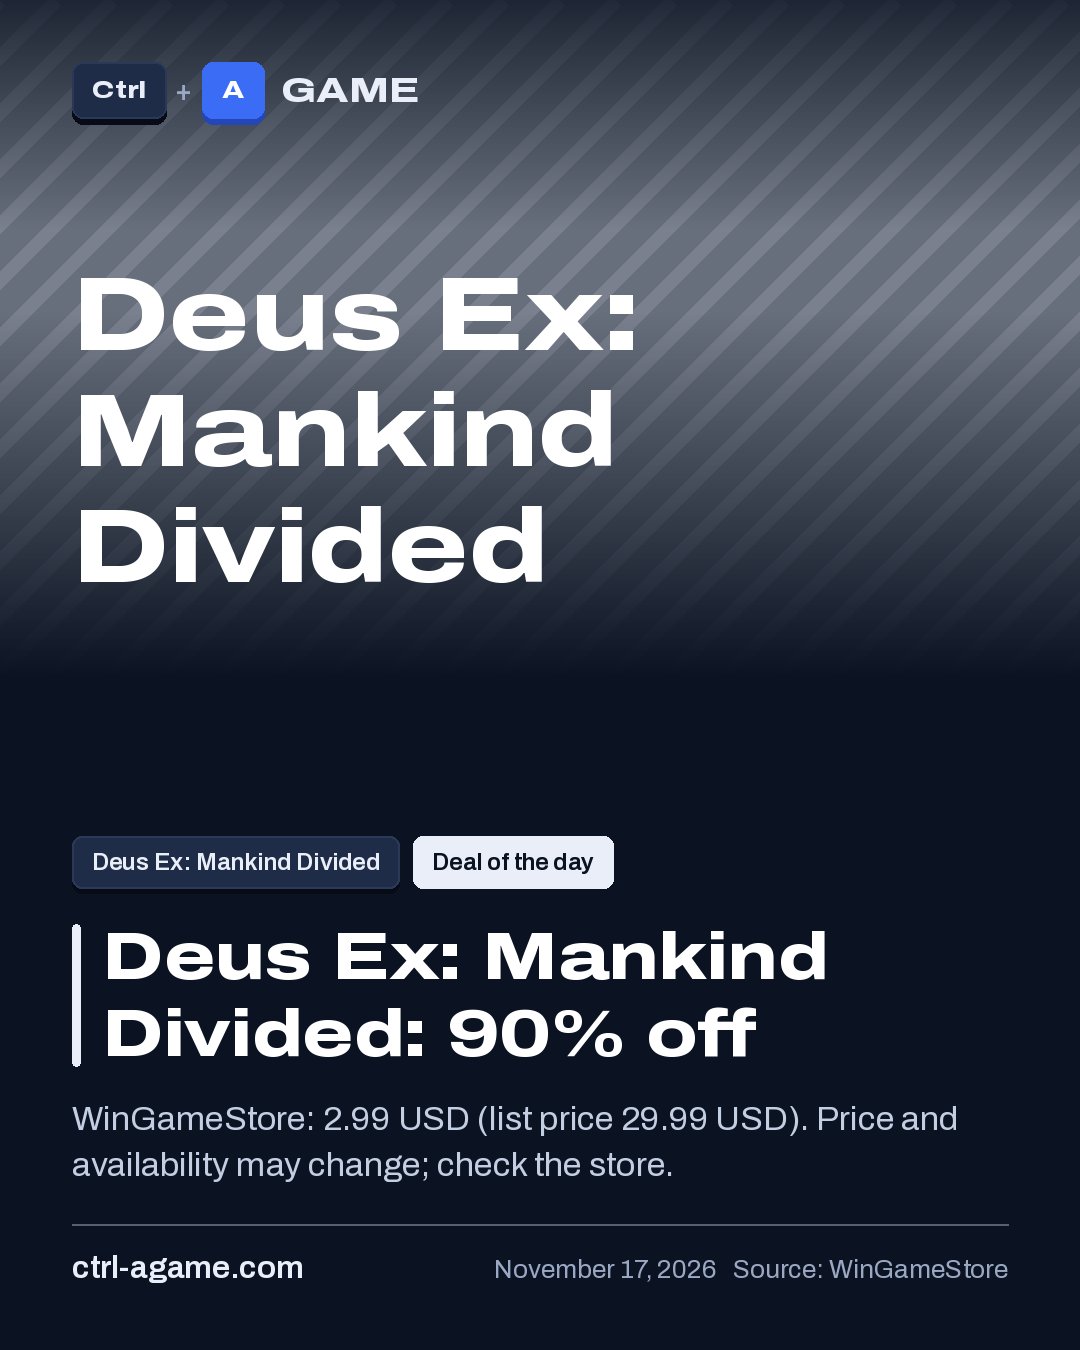 Ctrl + A GAME
Deus Ex:
Mankind
Divided
Deus Ex: Mankind Divided Deal of the day
Deus Ex: Mankind
Divided: 90% off
WinGameStore: 2.99 USD (list price 29.99 USD). Price and
availability may change; check the store.
ctrl-agame.com November 17, 2026 Source: WinGameStore